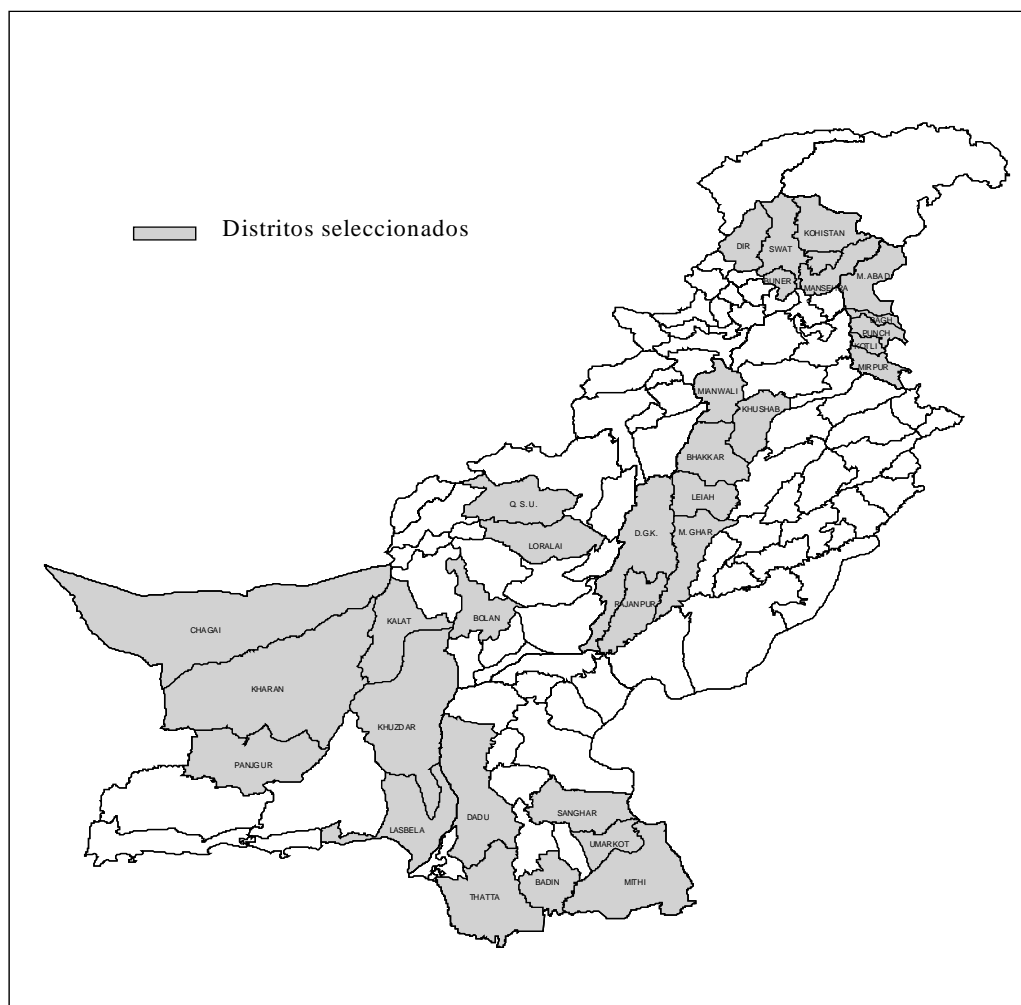 Distritos seleccionados
KOHISTAN
DIR
SWAT
BUNER
MANSEHRA
M. ABAD
BAGH
PUNCH
KOTLI
MIRPUR
MIANWALI
KHUSHAB
BHAKKAR
LEIAH
Q. S. U.
D.G.K.
M. GHAR
LORALAI
RAJANPUR
KALAT
BOLAN
CHAGAI
KHARAN
KHUZDAR
PANJGUR
SANGHAR
DADU
LASBELA
UMARKOT
BADIN
MITHI
THATTA